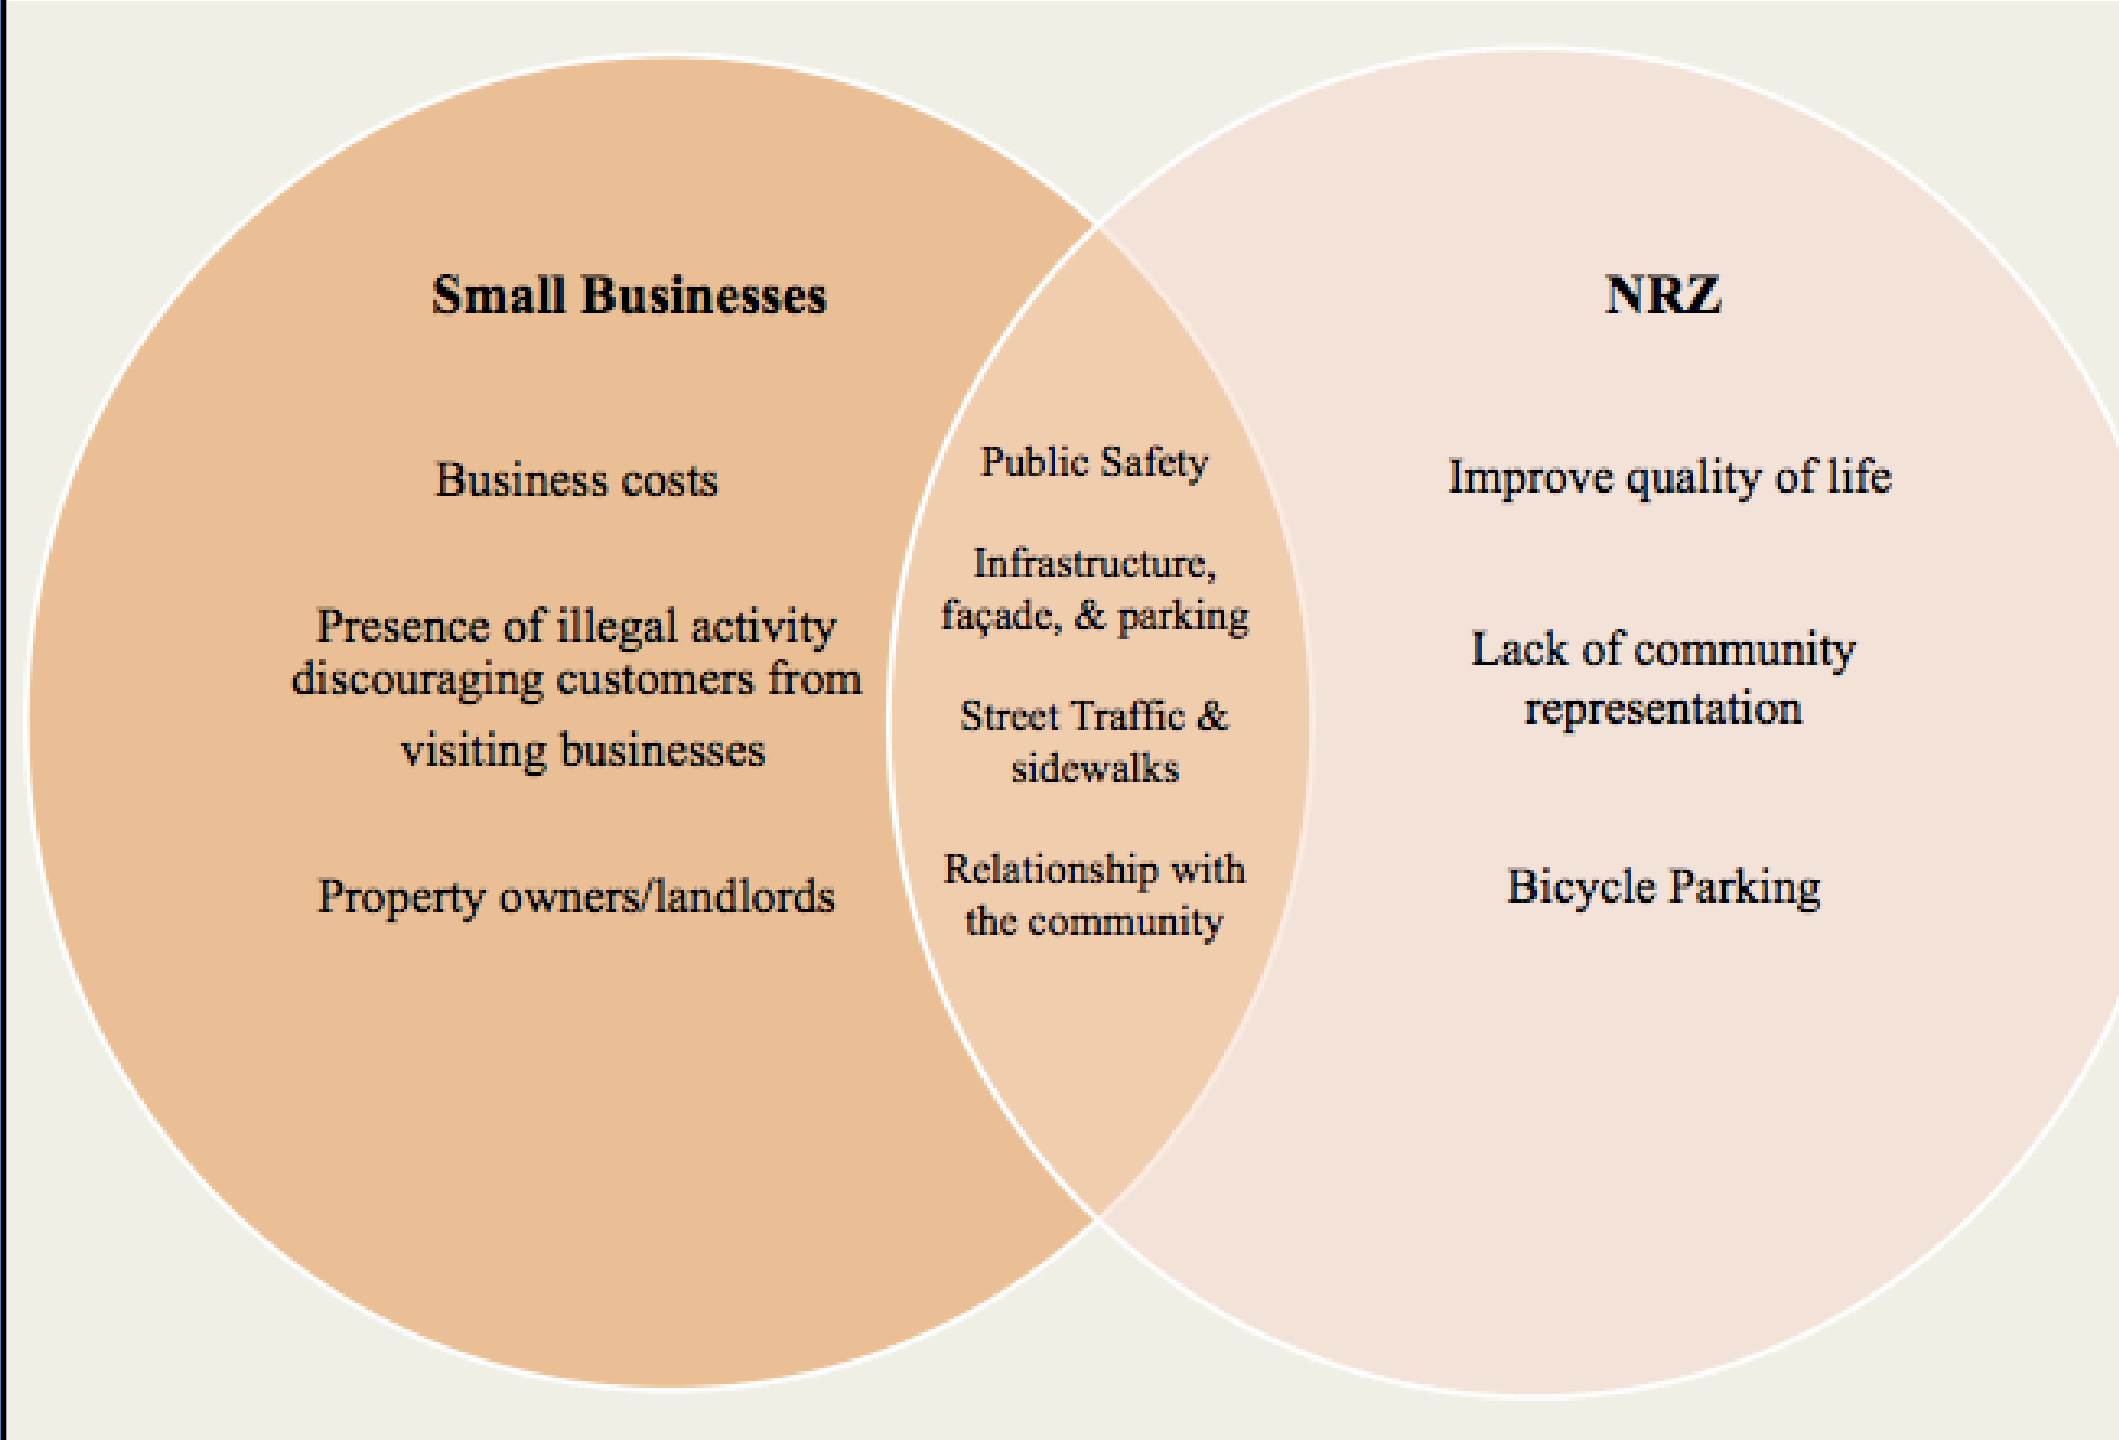 Small Businesses
Business costs
Presence of illegal activity
discouraging customers from
visiting businesses
Property owners/landlords
Public Safety
Infrastructure,
façade, & parking
Street Traffic &
sidewalks
Relationship with
the community
NRZ
Improve quality of life
Lack of community
representation
Bicycle Parking